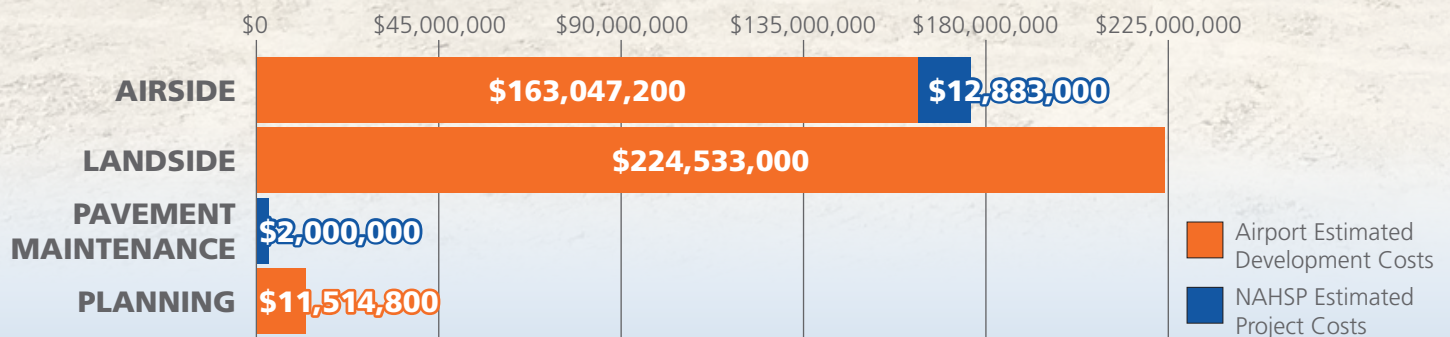 $0 $45,000,000 $90,000,000 $135,000,000 $180,000,000 $225,000,000
AIRSIDE $163,047,200 $12,883,000
LANDSIDE $224,533,000
PAVEMENT
MAINTENANCE $2,000,000
PLANNING $11,514,800
Airport Estimated
Development Costs
NAHSP Estimated
Project Costs